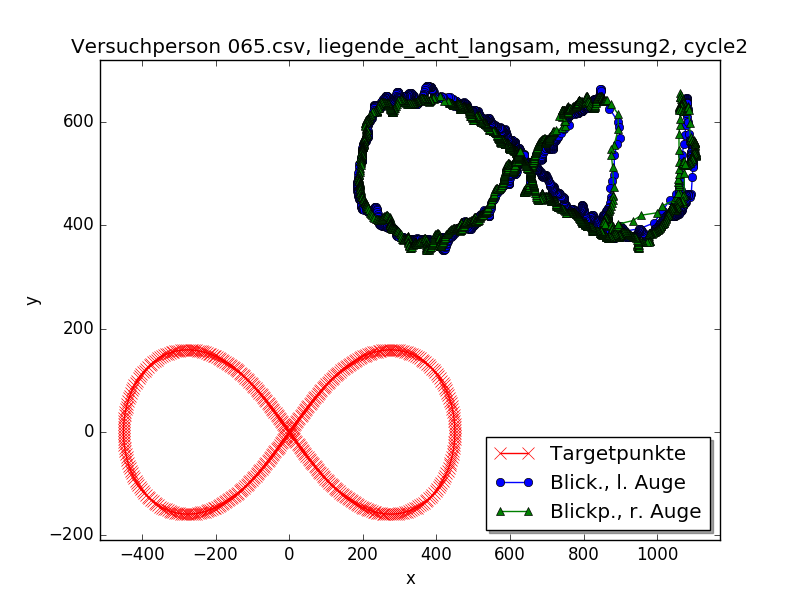 Versuchperson 065.csv, liegende_acht_langsam, messung2, cycle2
600
400
200
0
−200
y
−400 −200 0 200 400 600 800 1000
x
Targetpunkte
Blick., l. Auge
Blickp., r. Auge